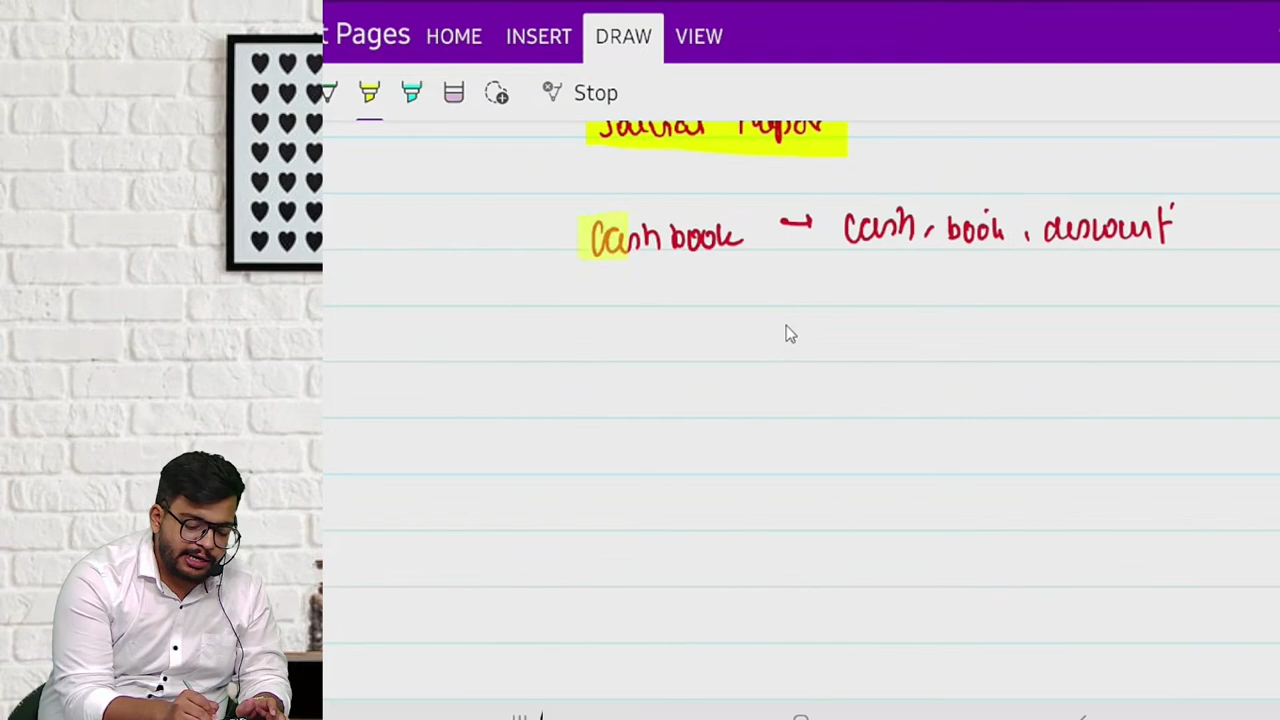 t Pages HOME INSERT DRAW VIEW
Stop
Cash book → cash, book, discount